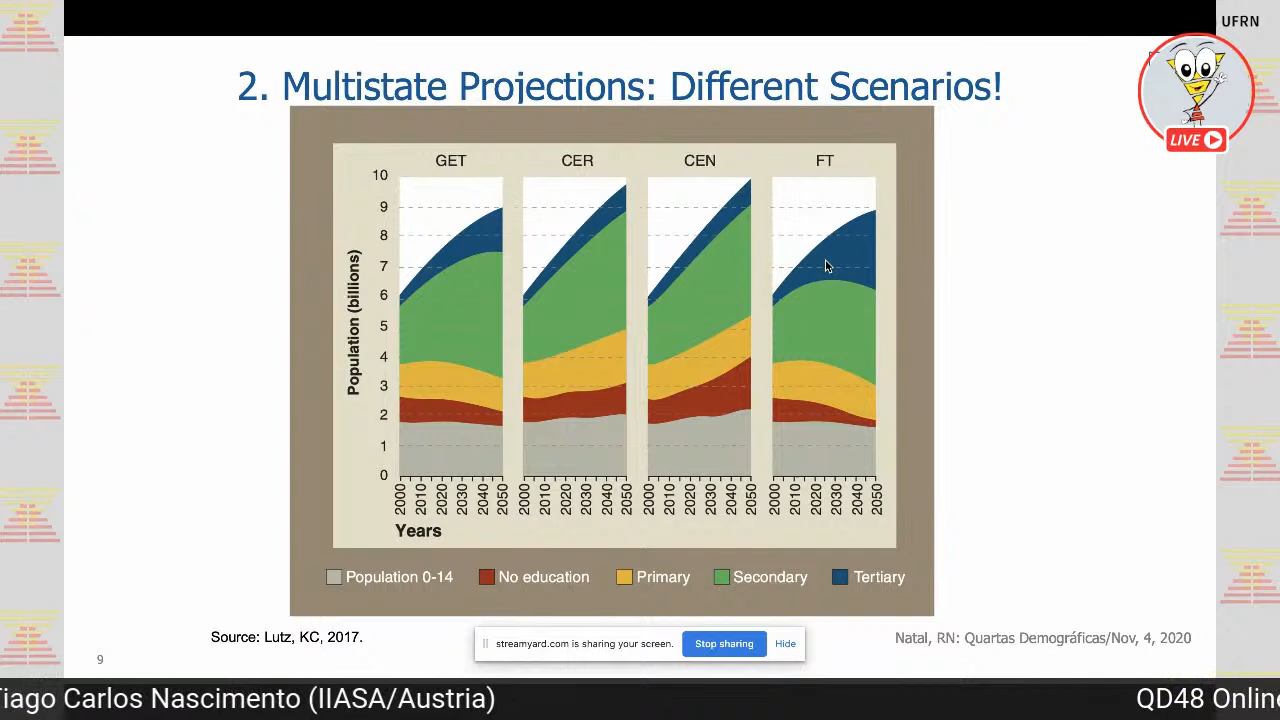 UFRN
2. Multistate Projections: Different Scenarios!
LIVE
GET CER CEN FT
10
9
8
7
6
5
4
3
2
1
0
Population (billions)
2000 2010 2020 2030 2040 2050 2000 2010 2020 2030 2040 2050 2000 2010 2020 2030 2040 2050 2000 2010 2020 2030 2040 2050
Years
Population 0-14 No education Primary Secondary Tertiary
Source: Lutz, KC, 2017.
streamyard.com is sharing your screen. Stop sharing Hide
Natal, RN: Quartas Demográficas/Nov, 4, 2020
9
Tiago Carlos Nascimento (IIASA/Austria)
QD48 Online